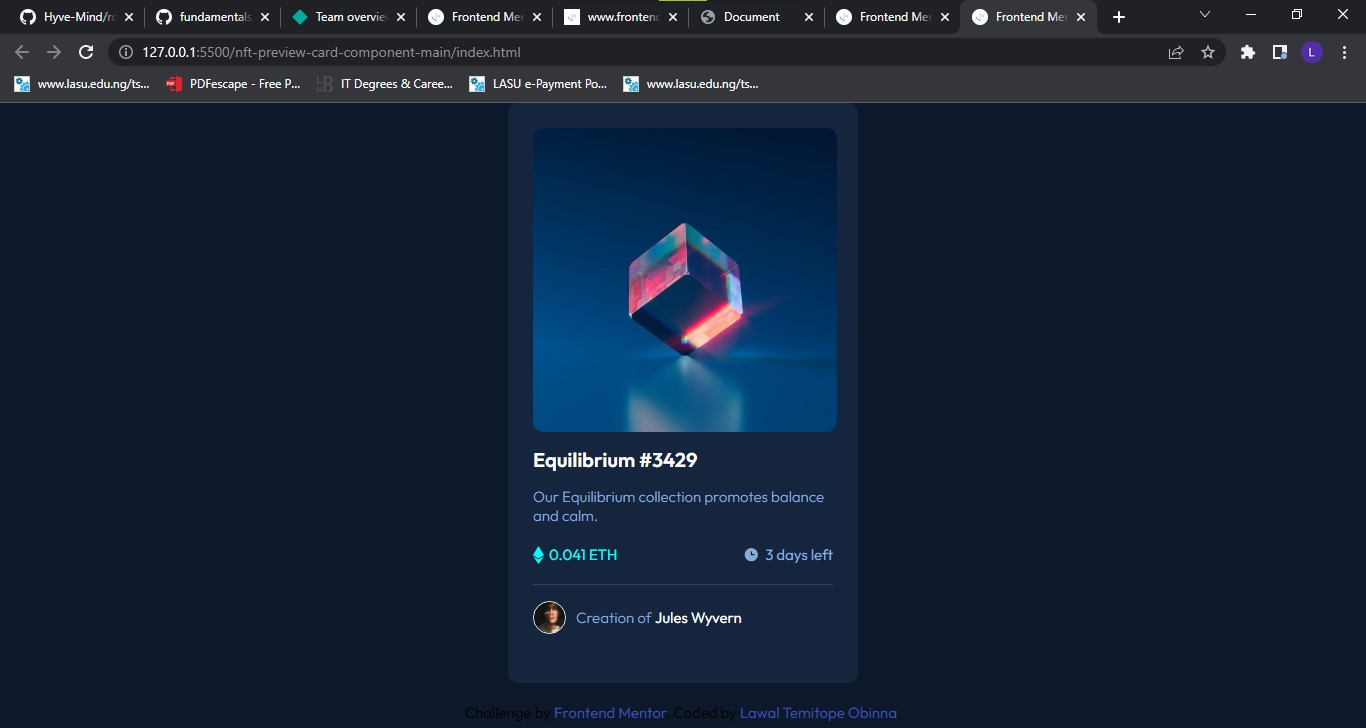 Hyve-Mind/ro
fundamentals
Team overvie
Frontend Mer
www.frontend
Document
Frontend Mer
Frontend Mer
127.0.0.1:5500/nft-preview-card-component-main/index.html
L
www.lasu.edu.ng/ts...
PDFescape - Free P...
IT Degrees & Caree...
LASU e-Payment Po...
www.lasu.edu.ng/ts...
Equilibrium #3429
Our Equilibrium collection promotes balance
and calm.
0.041 ETH
3 days left
Creation of Jules Wyvern
Challenge by Frontend Mentor. Coded by Lawal Temitope Obinna.